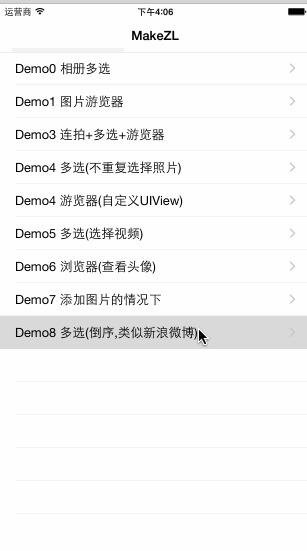 运营商 下午4:06
MakeZL
Demo0 相册多选
Demo1 图片游览器
Demo3 连拍+多选+游览器
Demo4 多选(不重复选择照片)
Demo4 游览器(自定义UIView)
Demo5 多选(选择视频)
Demo6 浏览器(查看头像)
Demo7 添加图片的情况下
Demo8 多选(倒序,类似新浪微博)